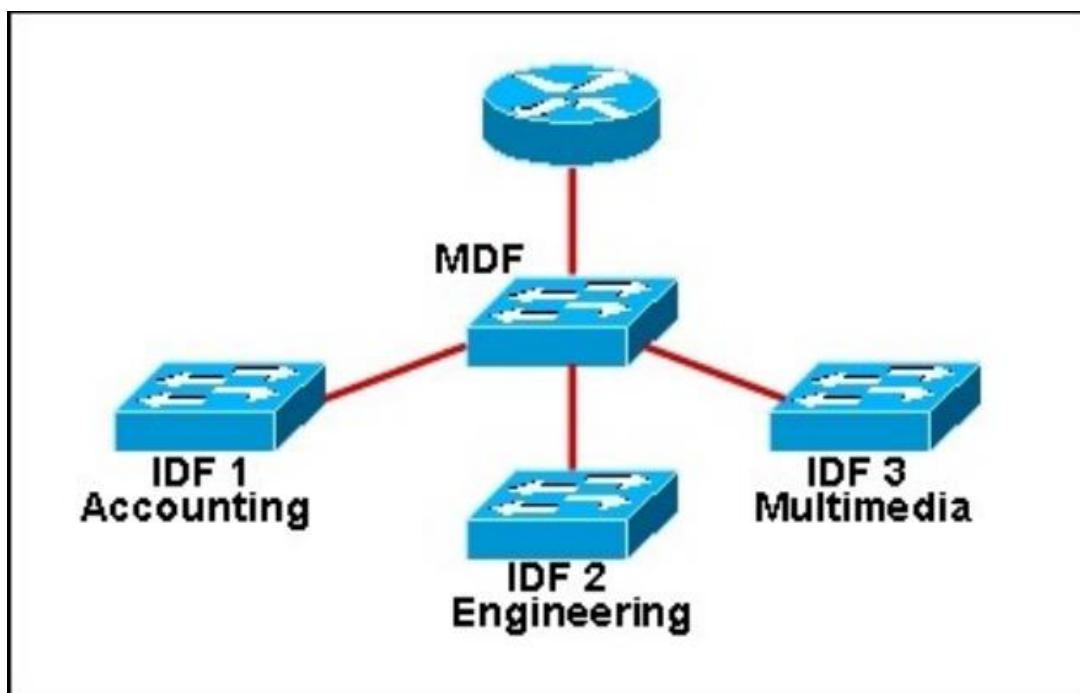 MDF
IDF 1
Accounting
IDF 2
Engineering
IDF 3
Multimedia